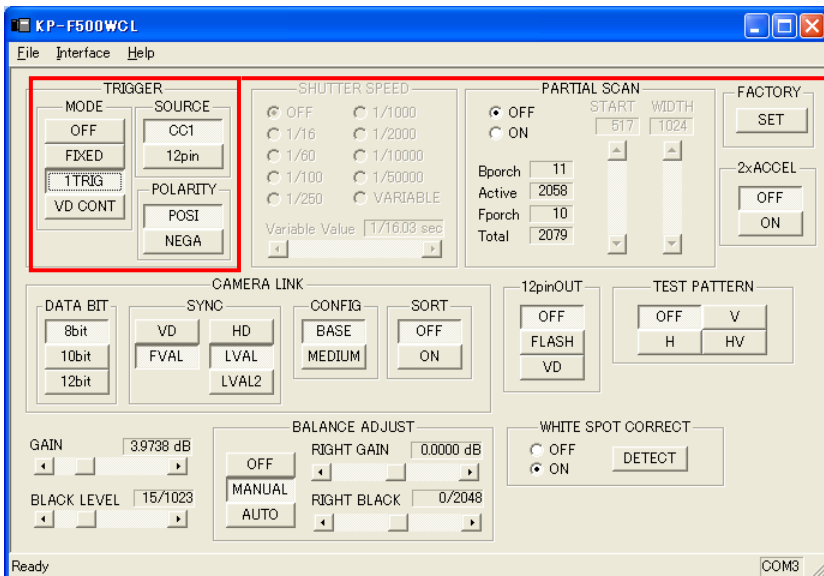 KP-F500WCL
File Interface Help
TRIGGER
MODE
OFF
FIXED
1TRIG
VD CONT
SOURCE
CC1
12pin
POLARITY
POSI
NEGA
SHUTTER SPEED
OFF 1/1000
1/16 1/2000
1/60 1/10000
1/100 1/50000
1/250 VARIABLE
Variable Value 1/16.03 sec
PARTIAL SCAN
OFF
ON
START WIDTH
517 1024
Bporch 11
Active 2058
Fporch 10
Total 2079
FACTORY
SET
2xACCEL
OFF
ON
CAMERA LINK
DATA BIT
8bit
10bit
12bit
SYNC
VD HD
FVAL LVAL
LVAL2
CONFIG
BASE
MEDIUM
SORT
OFF
ON
12pinOUT
OFF
FLASH
VD
TEST PATTERN
OFF V
H HV
GAIN 3.9738 dB
BLACK LEVEL 15/1023
BALANCE ADJUST
OFF
MANUAL
AUTO
RIGHT GAIN 0.0000 dB
RIGHT BLACK 0/2048
WHITE SPOT CORRECT
OFF
ON
DETECT
Ready COM3